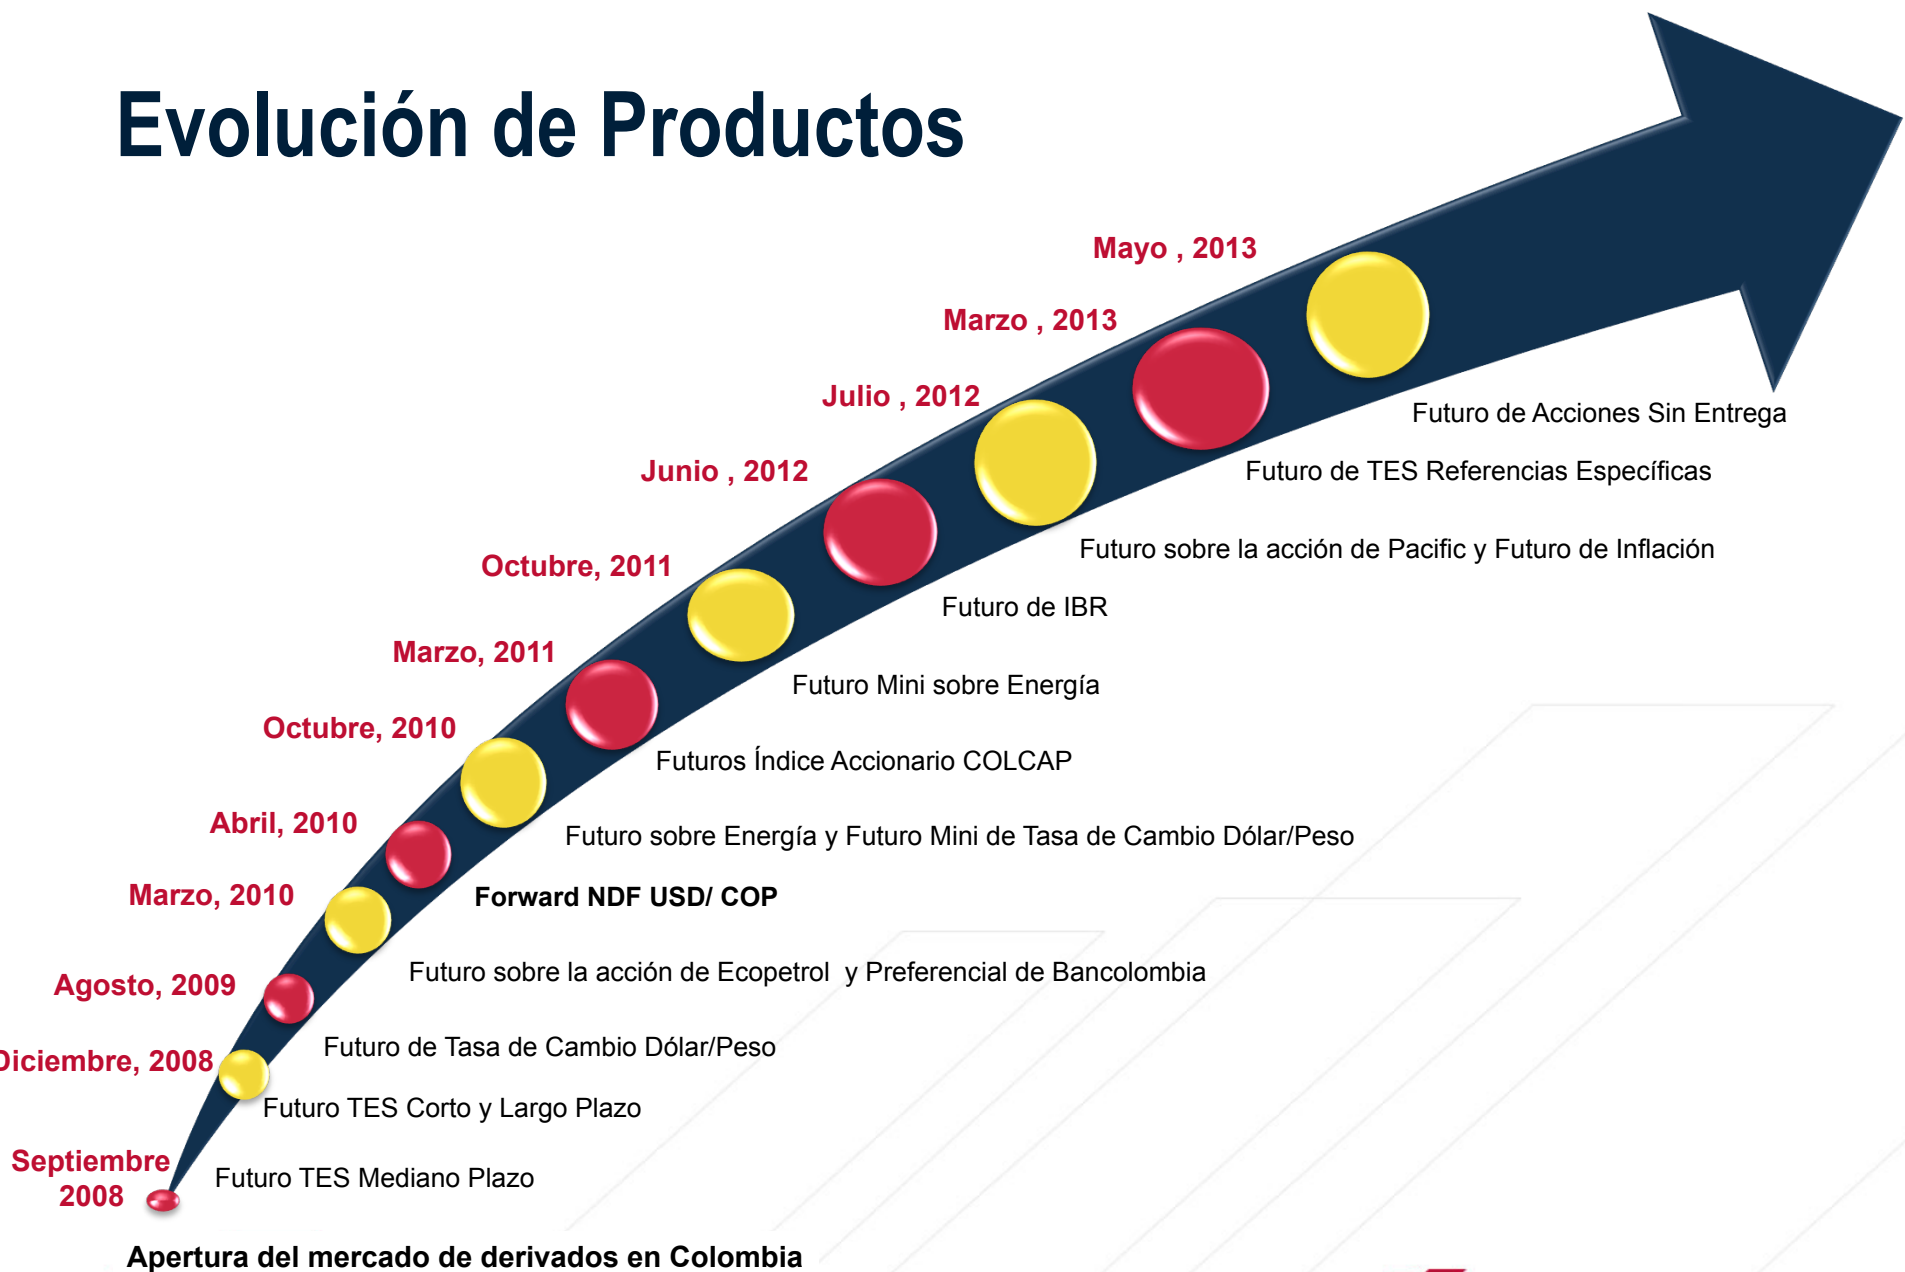 Evolución de Productos
Mayo , 2013
Marzo , 2013
Julio , 2012
Futuro de Acciones Sin Entrega
Junio , 2012
Futuro de TES Referencias Específicas
Octubre, 2011
Futuro sobre la acción de Pacific y Futuro de Inflación
Futuro de IBR
Marzo, 2011
Futuro Mini sobre Energía
Octubre, 2010
Futuros Índice Accionario COLCAP
Abril, 2010
Futuro sobre Energía y Futuro Mini de Tasa de Cambio Dólar/Peso
Marzo, 2010
Forward NDF USD/ COP
Futuro sobre la acción de Ecopetrol y Preferencial de Bancolombia
Agosto, 2009
Futuro de Tasa de Cambio Dólar/Peso
Diciembre, 2008
Futuro TES Corto y Largo Plazo
Septiembre
2008
Futuro TES Mediano Plazo
Apertura del mercado de derivados en Colombia